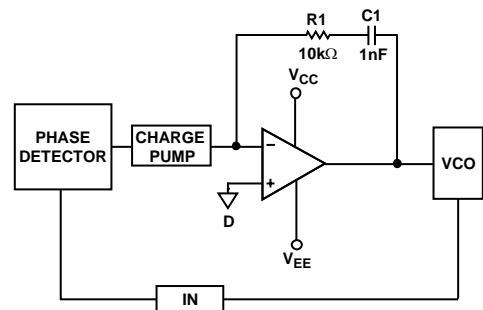 R1
10kΩ
C1
1nF
VCC
PHASE
DETECTOR
CHARGE
PUMP
–
+
D
VEE
VCO
IN